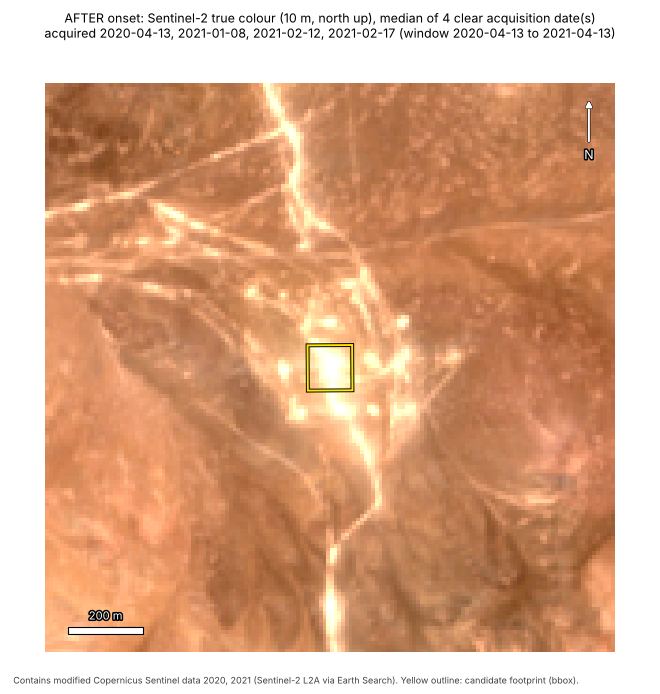 AFTER onset: Sentinel-2 true colour (10 m, north up), median of 4 clear acquisition date(s)
acquired 2020-04-13, 2021-01-08, 2021-02-12, 2021-02-17 (window 2020-04-13 to 2021-04-13)
N
200 m
Contains modified Copernicus Sentinel data 2020, 2021 (Sentinel-2 L2A via Earth Search). Yellow outline: candidate footprint (bbox).